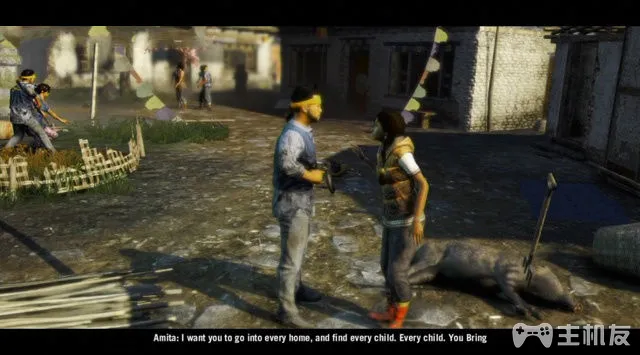 Amita: I want you to go into every home, and find every child. Every child. You Bring
主机友